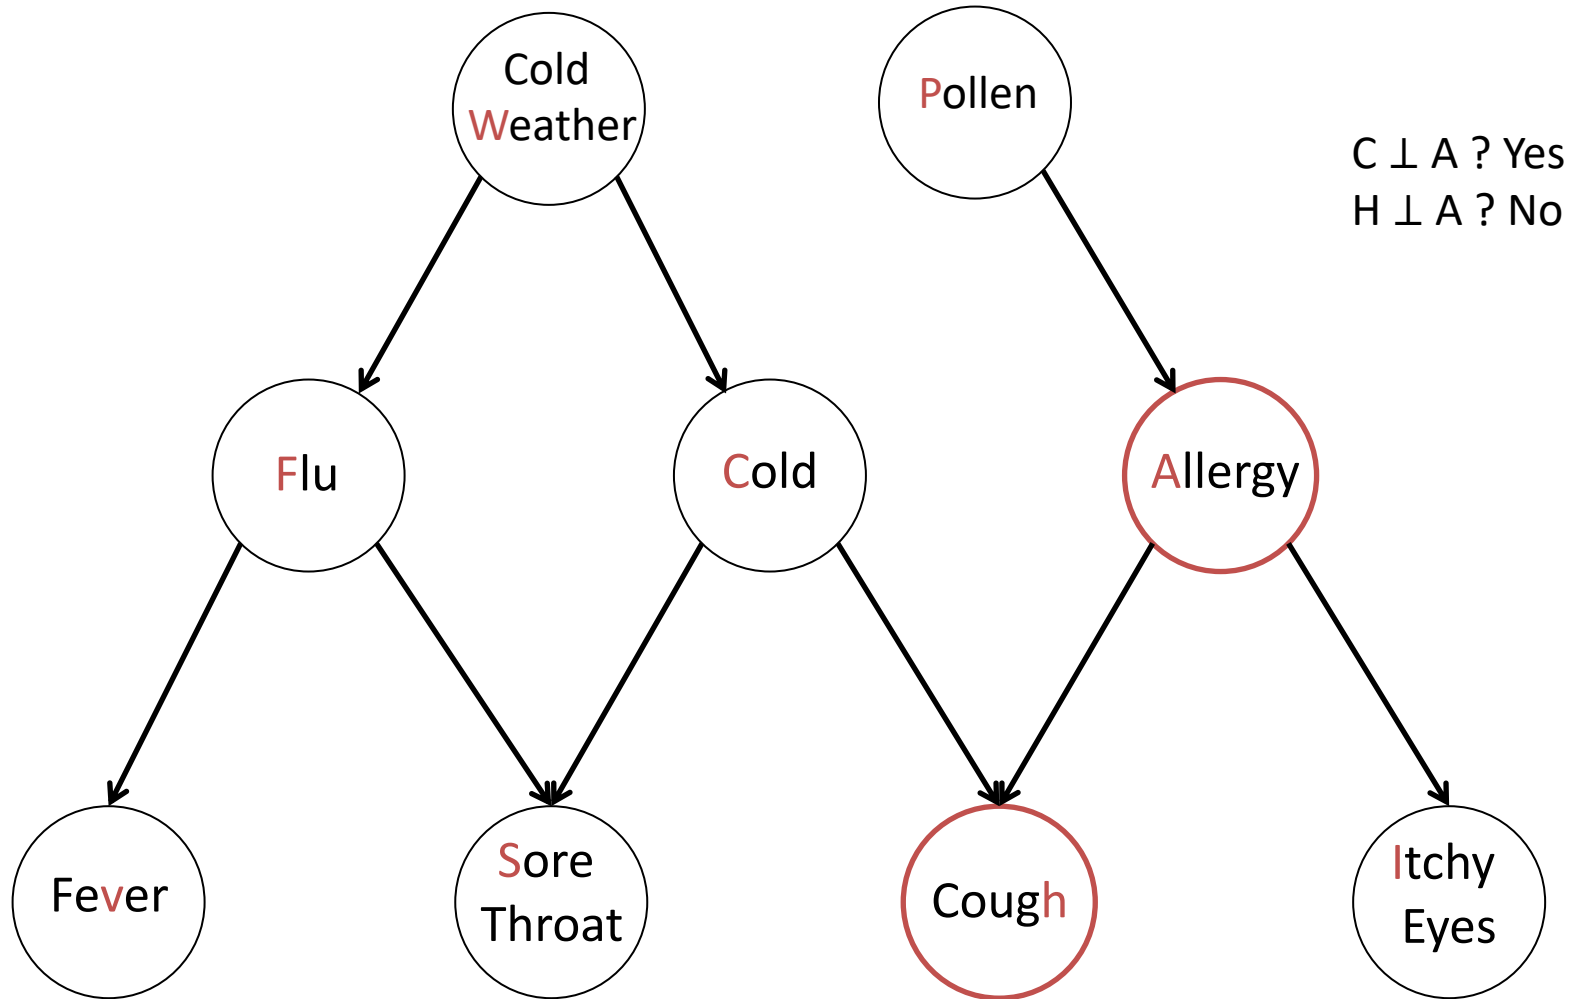 Cold
Weather
Pollen
C ⊥ A ? Yes
H ⊥ A ? No
Flu
Cold
Allergy
Fever
Sore
Throat
Cough
Itchy
Eyes